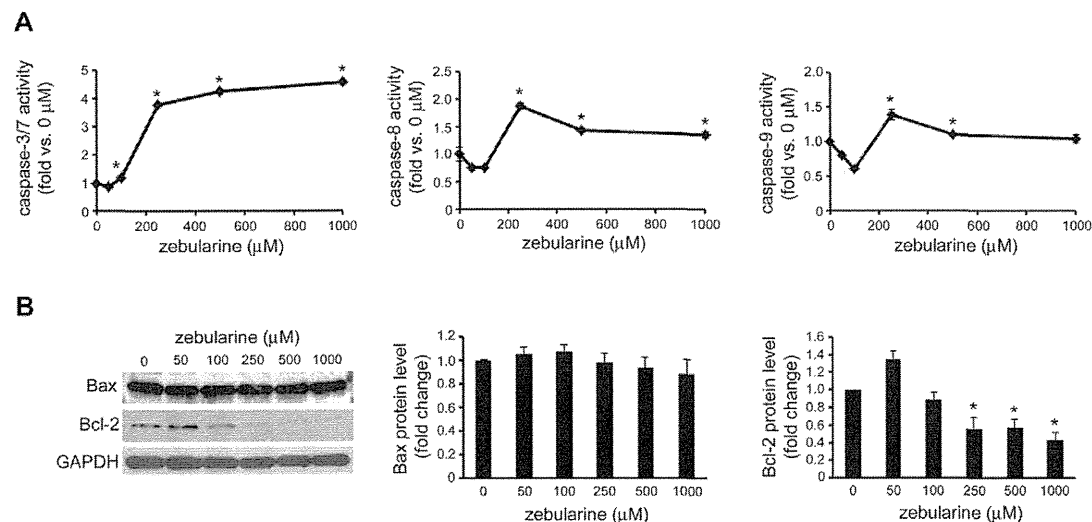 A
caspase-3/7 activity
(fold vs. 0 µM)
5
4
3
2
1
0
* * * *
0 200 400 600 800 1000
zebularine (µM)
caspase-8 activity
(fold vs. 0 µM)
2.0
1.5
1.0
0.5
0
* * *
0 200 400 600 800 1000
zebularine (µM)
caspase-9 activity
(fold vs. 0 µM)
2.0
1.5
1.0
0.5
0
* *
0 200 400 600 800 1000
zebularine (µM)
B
zebularine (µM)
0 50 100 250 500 1000
Bax
Bcl-2
GAPDH
Bax protein level
(fold change)
1.2
1.0
0.8
0.6
0.4
0.2
0
0 50 100 250 500 1000
zebularine (µM)
Bcl-2 protein level
(fold change)
1.6
1.4
1.2
1.0
0.8
0.6
0.4
0.2
0
* * *
0 50 100 250 500 1000
zebularine (µM)